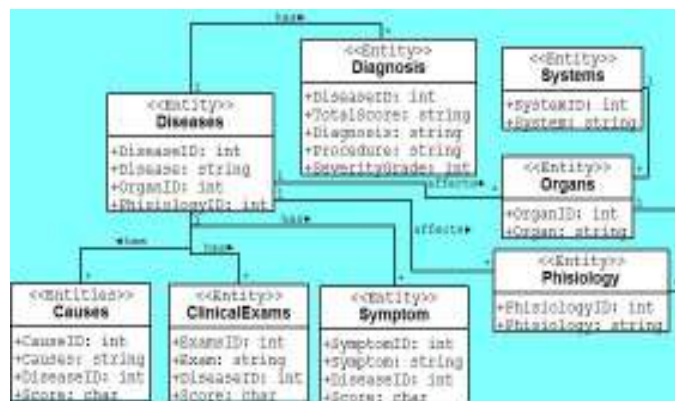 has
<<Entity>>
Diagnosis
+DiseaseID: int
+TotalScore: string
+Diagnosis: string
+Procedure: string
+SeverityGrade: int
<<Entity>>
Systems
+SystemID: int
+System: string
<<Entity>>
Diseases
+DiseaseID: int
+Disease: string
+OrganID: int
+PhisiologyID: int
affects
<<Entity>>
Organs
+OrganID: int
+Organ: string
has
has
has
affects
<<Entity>>
Phisiology
+PhisiologyID: int
+Phisiology: string
<<Entities>>
Causes
+CauseID: int
+Causes: string
+DiseaseID: int
+Score: char
<<Entity>>
ClinicalExams
+ExamsID: int
+Exam: string
+DiseaseID: int
+Score: char
<<Entity>>
Symptom
+SymptomID: int
+Symptom: string
+DiseaseID: int
+Score: char